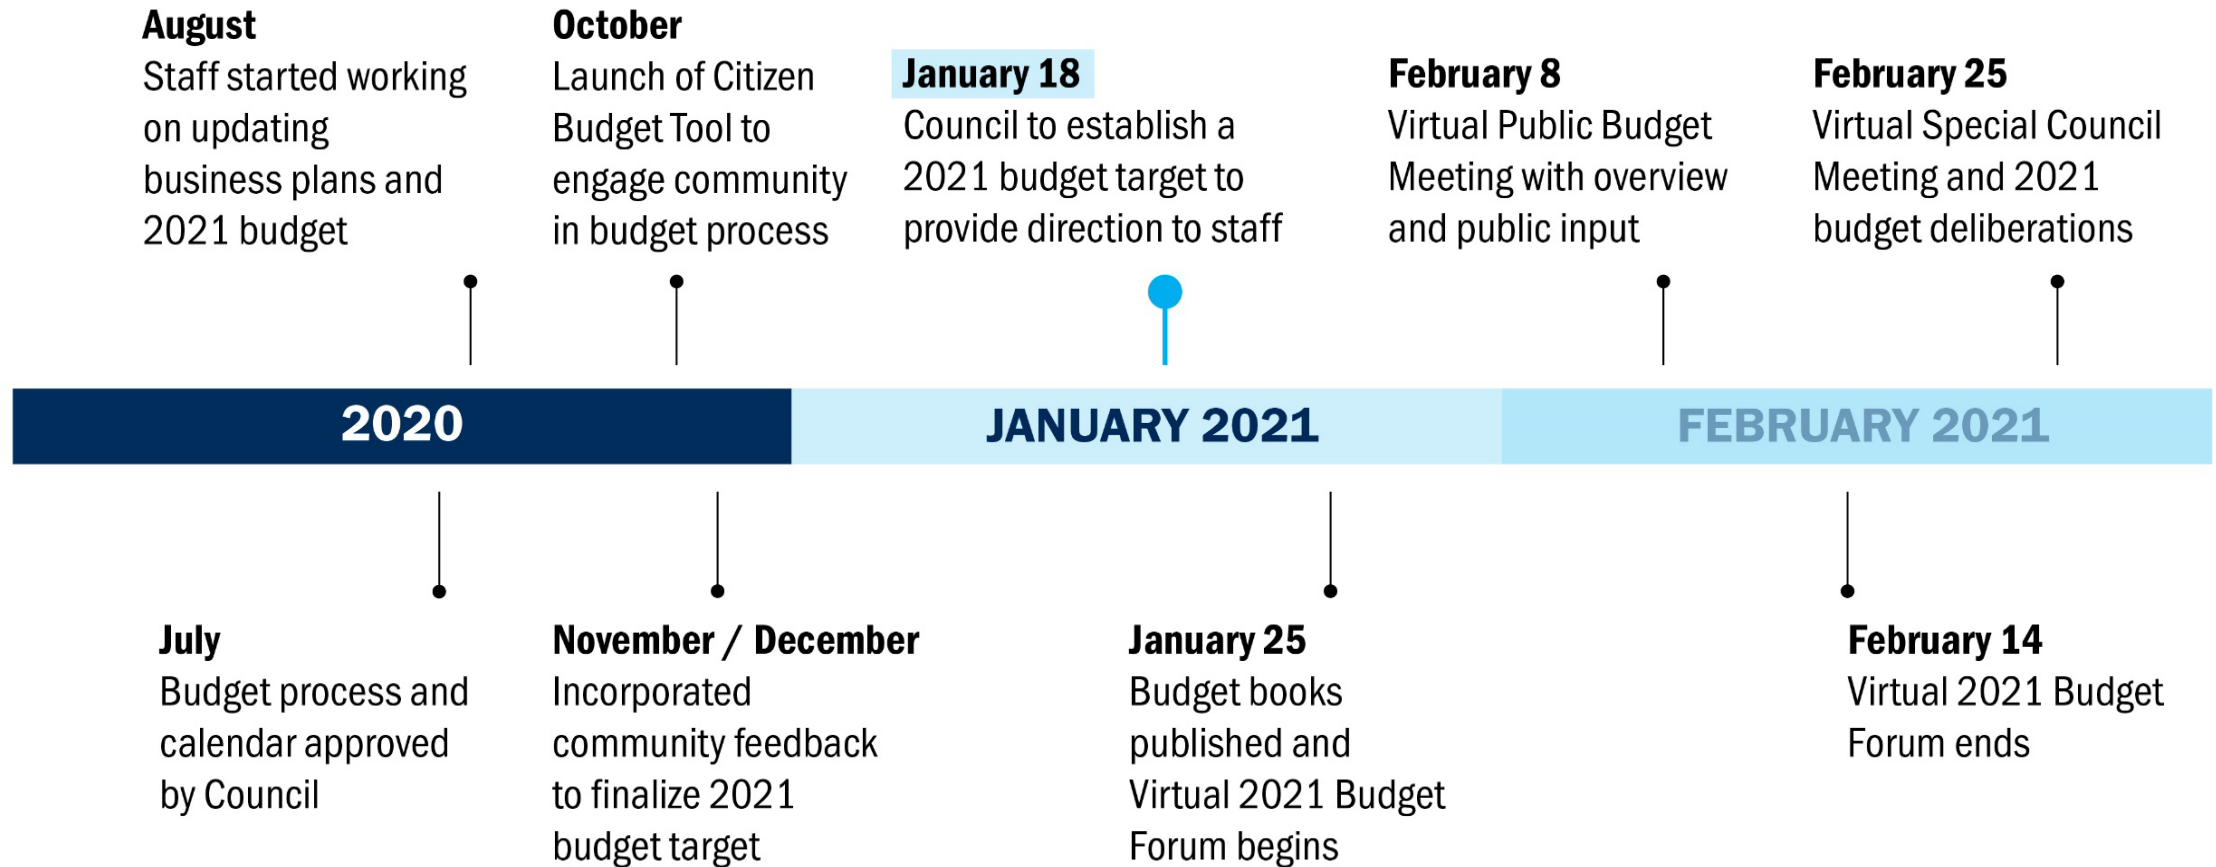 August
Staff started working
on updating
business plans and
2021 budget
October
Launch of Citizen
Budget Tool to
engage community
in budget process
January 18
Council to establish a
2021 budget target to
provide direction to staff
February 8
Virtual Public Budget
Meeting with overview
and public input
February 25
Virtual Special Council
Meeting and 2021
budget deliberations
2020
JANUARY 2021
FEBRUARY 2021
July
Budget process and
calendar approved
by Council
November / December
Incorporated
community feedback
to finalize 2021
budget target
January 25
Budget books
published and
Virtual 2021 Budget
Forum begins
February 14
Virtual 2021 Budget
Forum ends